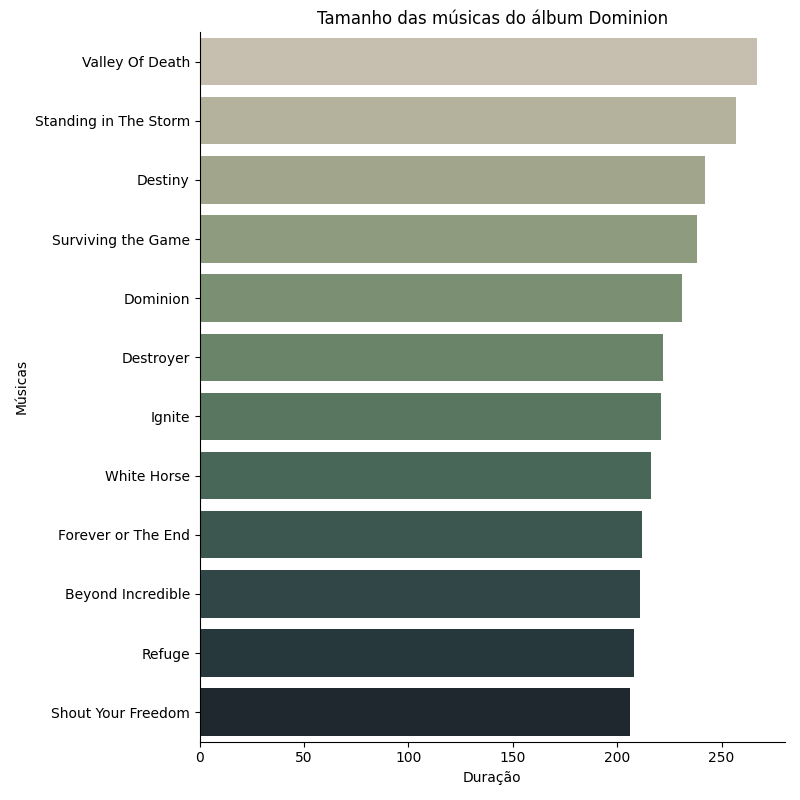 Tamanho das músicas do álbum Dominion
Valley Of Death
Standing in The Storm
Destiny
Surviving the Game
Dominion
Destroyer
Ignite
White Horse
Forever or The End
Beyond Incredible
Refuge
Shout Your Freedom
Músicas
0 50 100 150 200 250
Duração